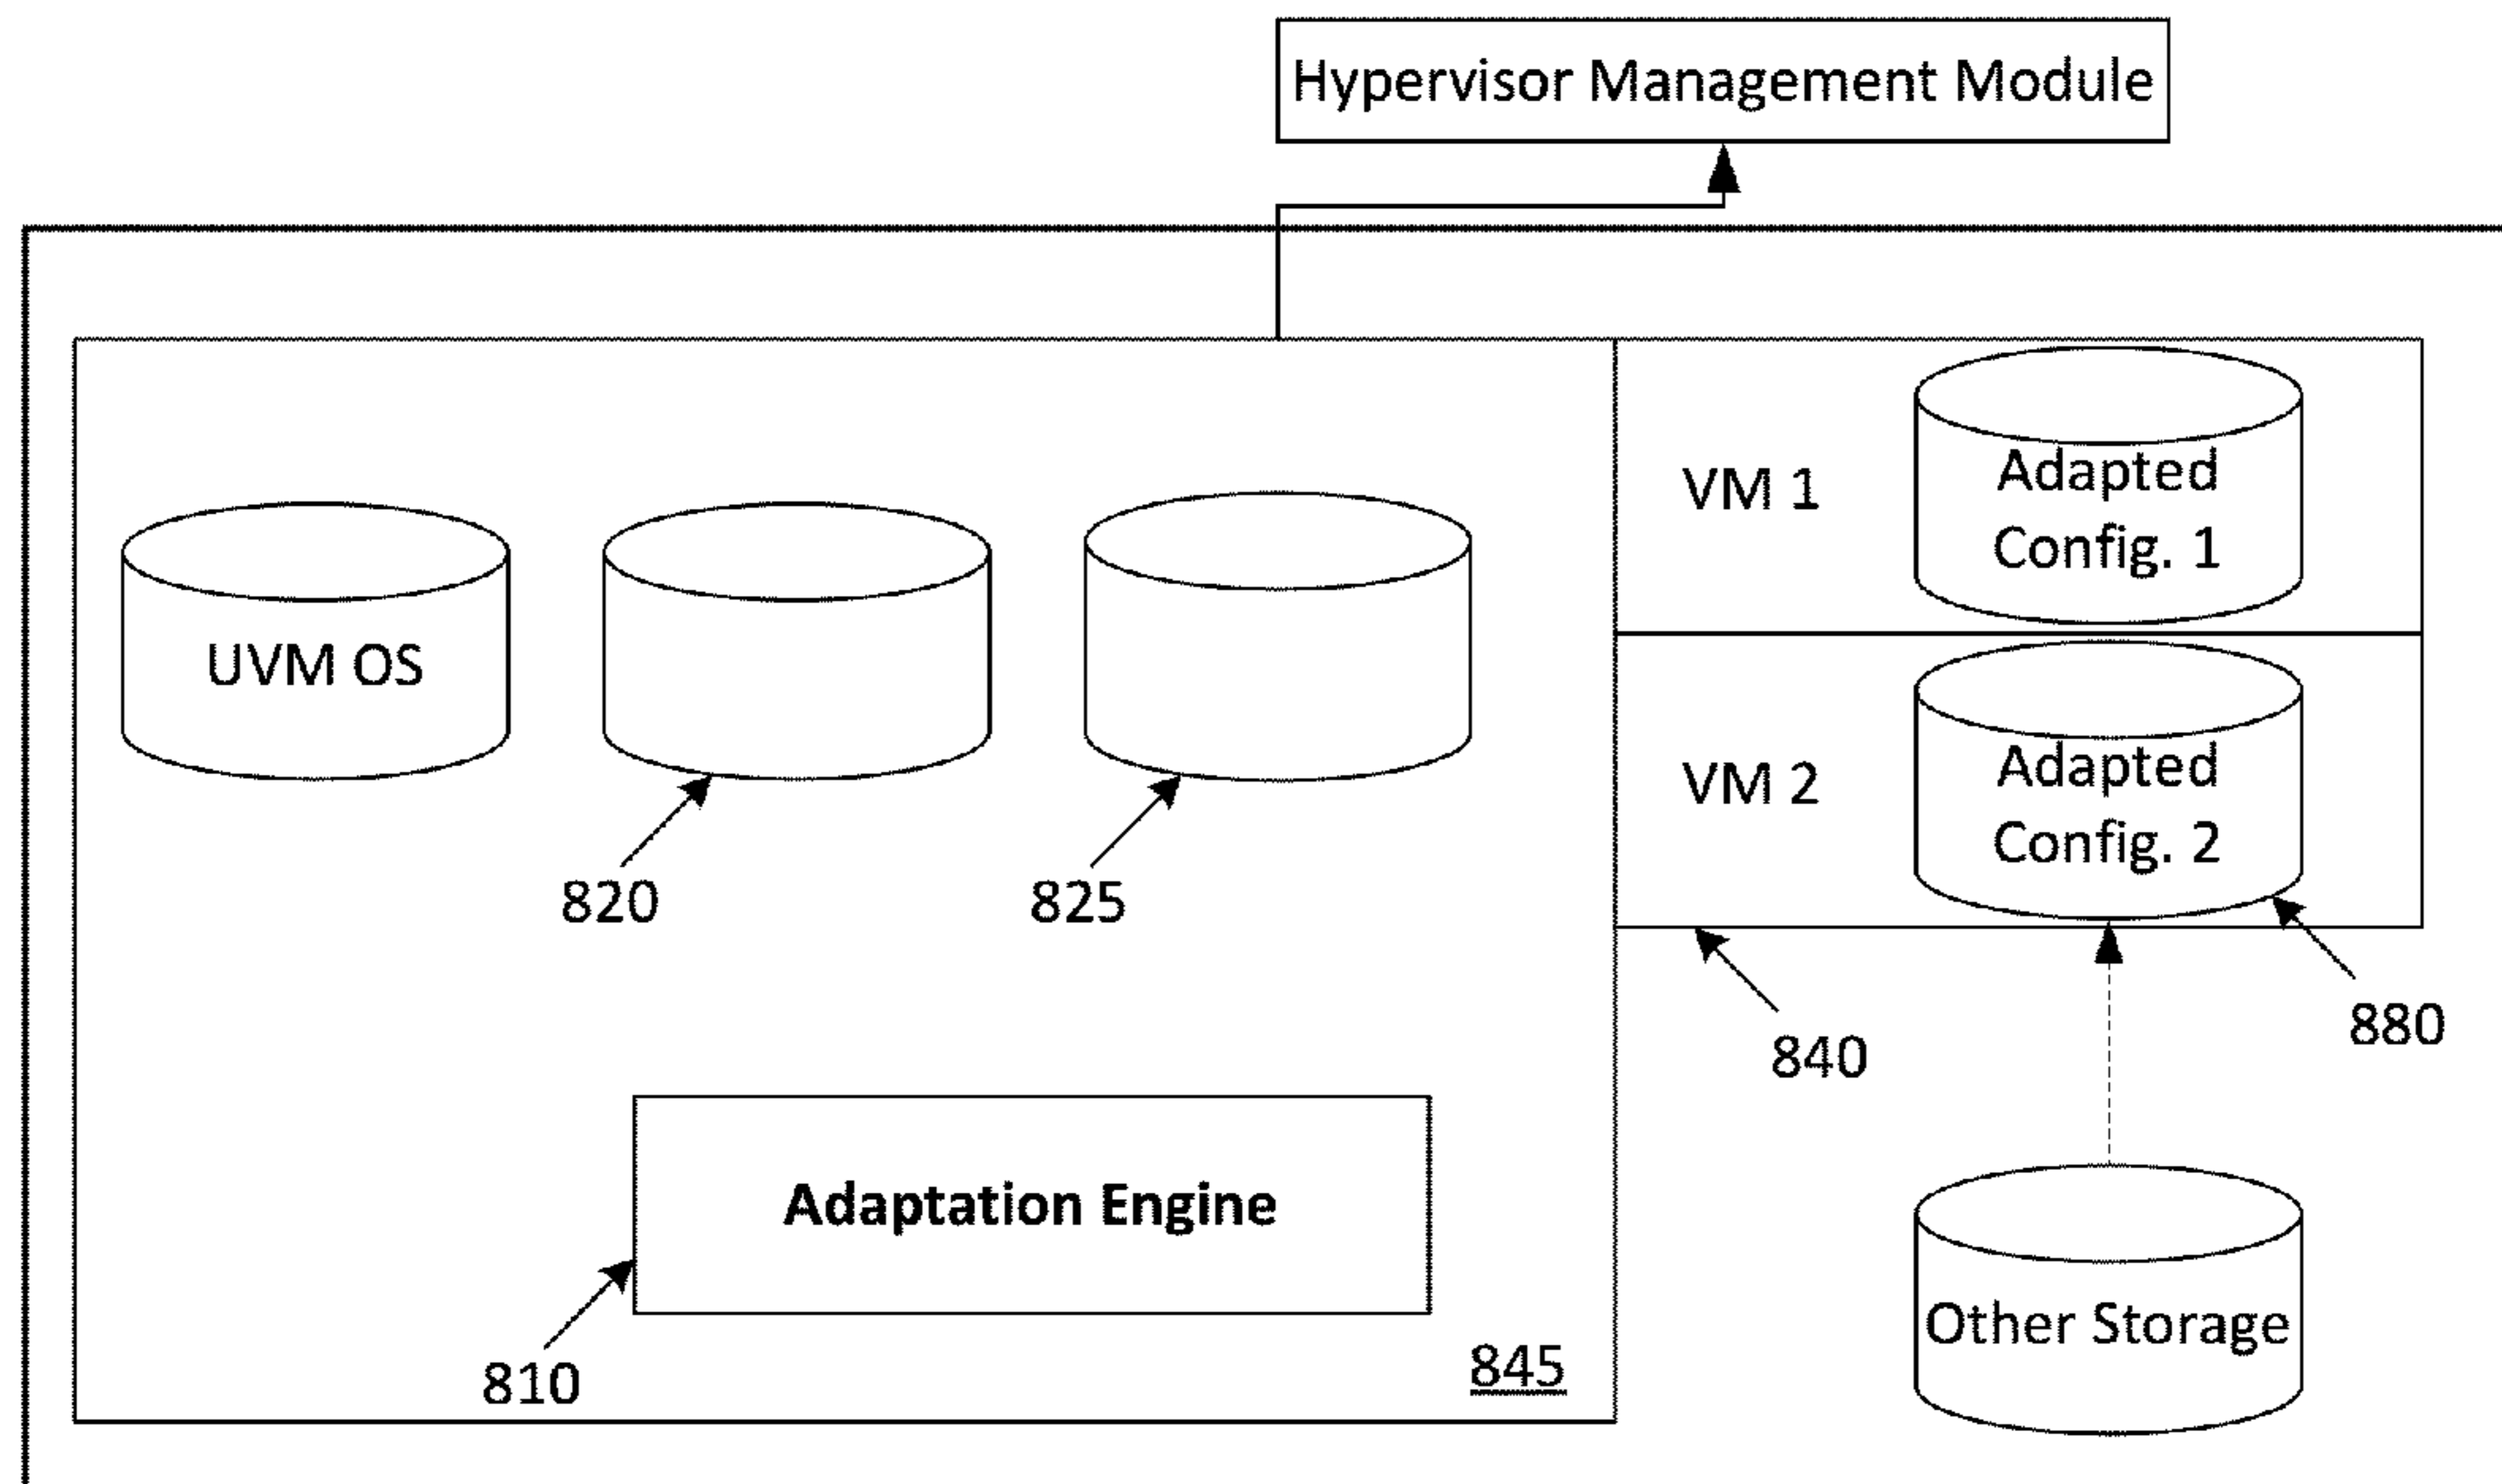 Hypervisor Management Module
VM 1
Adapted
Config. 1
UVM OS
VM 2
Adapted
Config. 2
820
825
880
840
Adaptation Engine
Other Storage
810
845